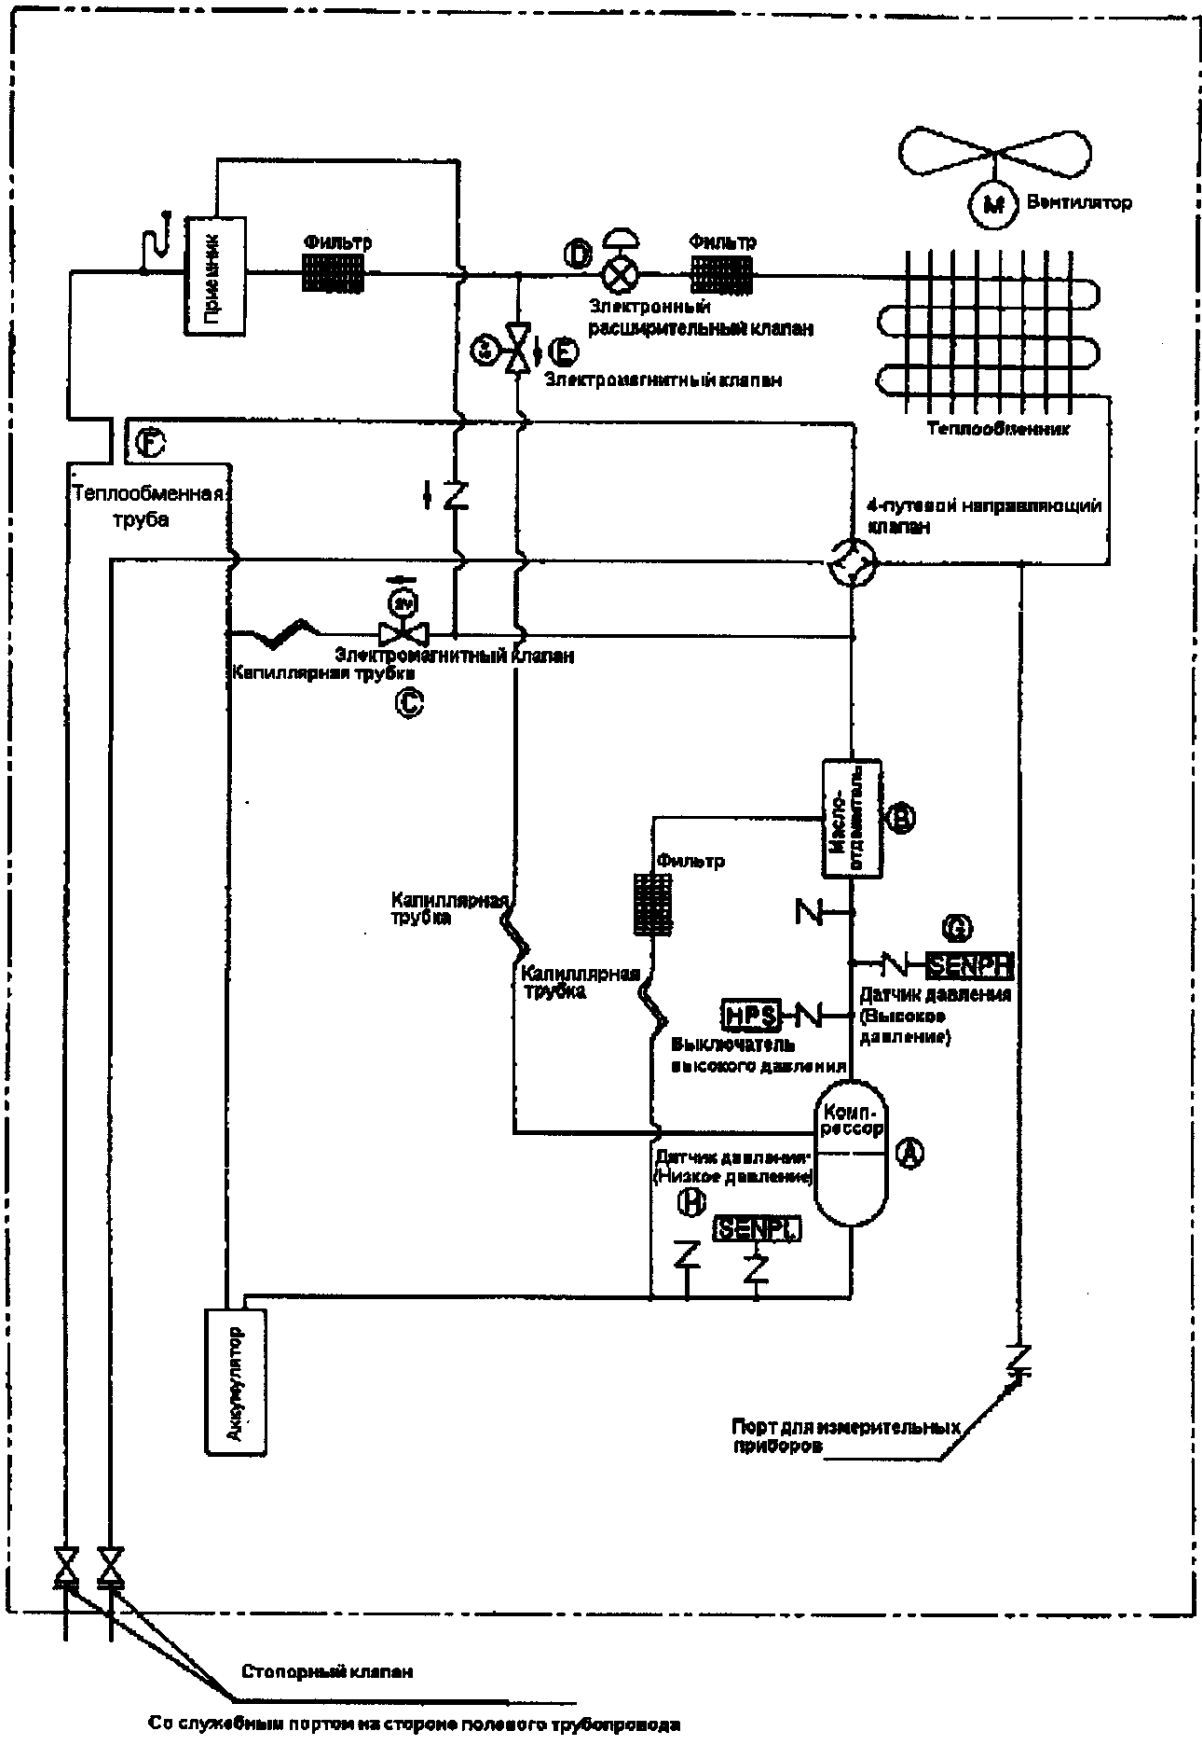 M
Вентилятор
Приемник
Фильтр
D
Фильтр
Электронный
расширительный клапан
E
Электромагнитный клапан
Теплообменник
F
Теплообменная
труба
4-путевой направляющий
клапан
Электромагнитный клапан
Капиллярная трубка
C
Масло-
B
Фильтр
Капиллярная
трубка
G
SENPH
Капиллярная
трубка
Датчик давления
(Высокое
давление)
HPS
Выключатель
высокого давления
Комп-
рессор
A
Датчик давления
(Низкое давление)
H
SENPL
Аккумулятор
Порт для измерительных
приборов
Стопорный клапан
Со служебным портом на стороне полевого трубопровода